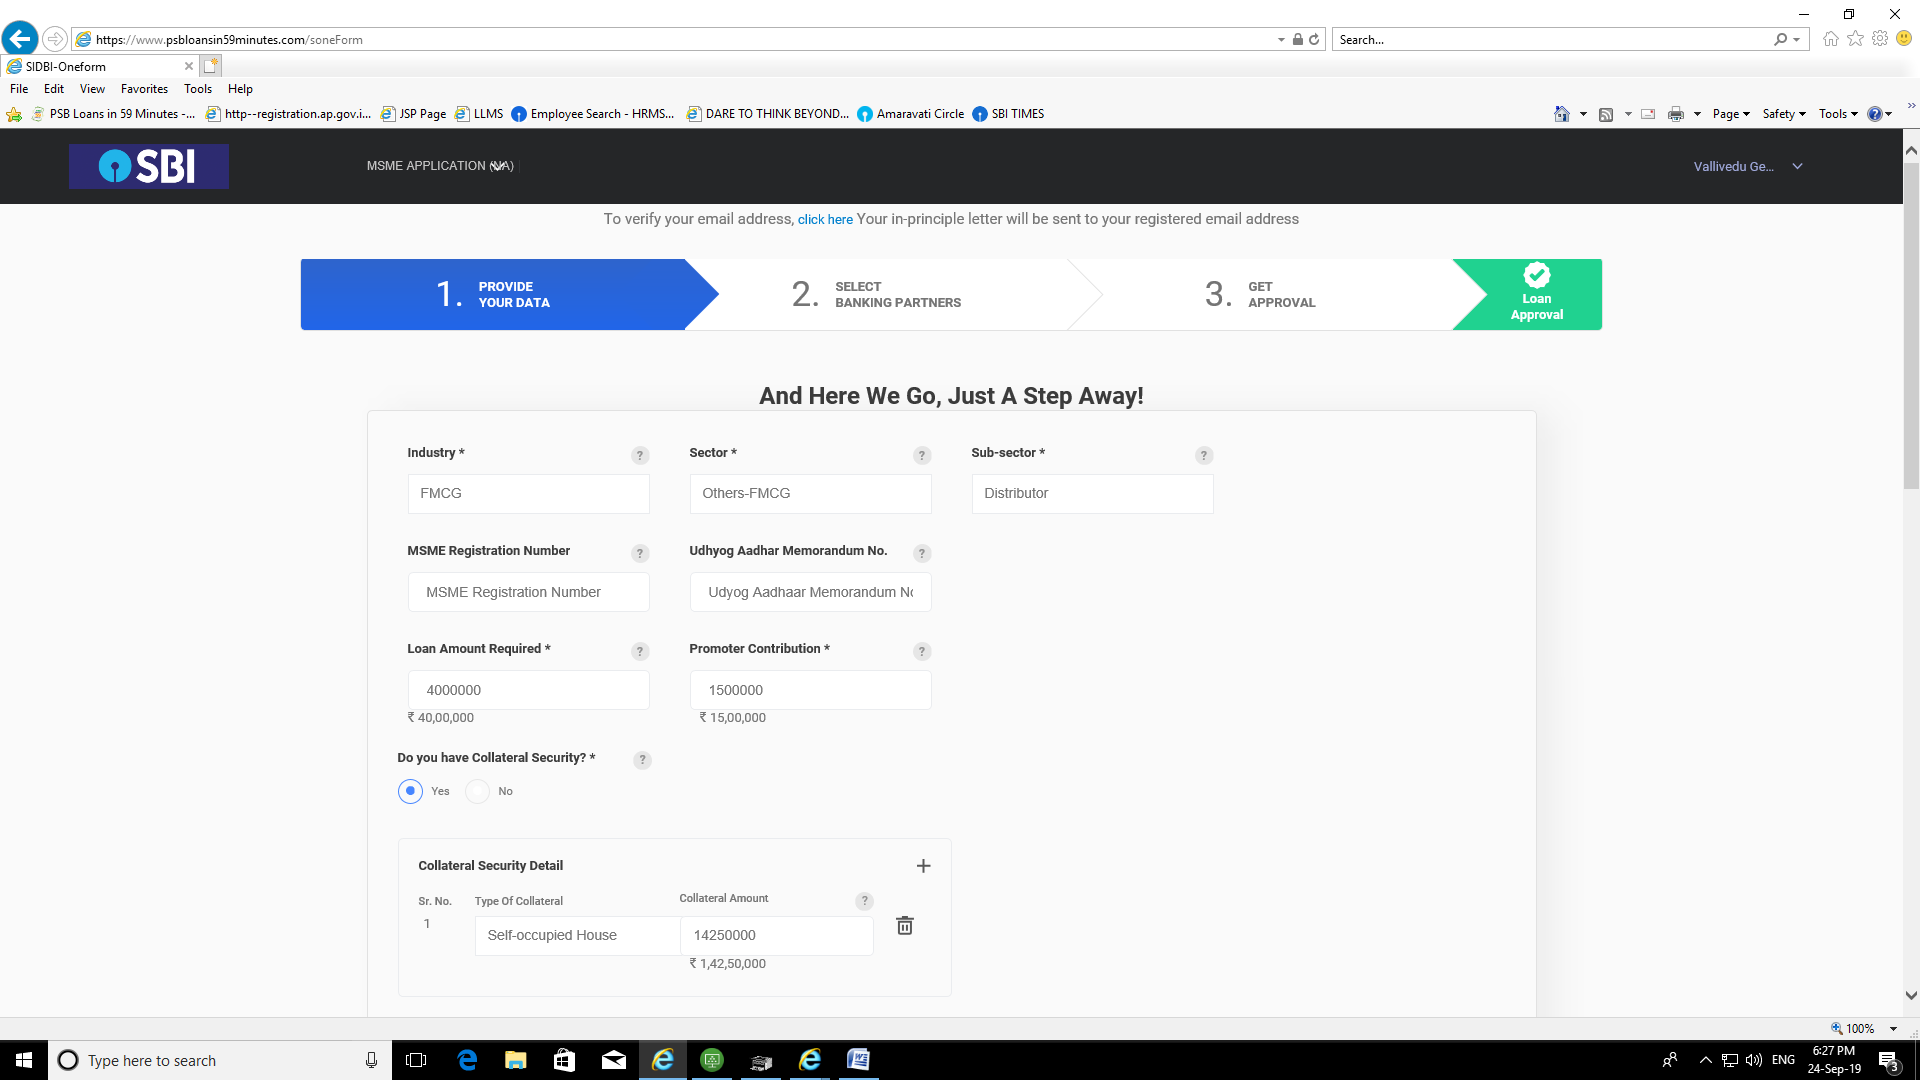 https://www.psbloansin59minutes.com/soneForm
Search...
SIDBI-Oneform
File Edit View Favorites Tools Help
PSB Loans in 59 Minutes -... http--registration.ap.gov.i... JSP Page LLMS Employee Search - HRMS... DARE TO THINK BEYOND... Amaravati Circle SBI TIMES Page Safety Tools
SBI MSME APPLICATION (NA) Vallivedu Ge...
To verify your email address, click here Your in-principle letter will be sent to your registered email address
1. PROVIDE YOUR DATA
2. SELECT BANKING PARTNERS
3. GET APPROVAL
Loan Approval
And Here We Go, Just A Step Away!
Industry * ? Sector * ? Sub-sector * ?
FMCG Others-FMCG Distributor
MSME Registration Number ? Udhyog Aadhar Memorandum No. ?
MSME Registration Number Udyog Aadhaar Memorandum No
Loan Amount Required * ? Promoter Contribution * ?
4000000 1500000
₹ 40,00,000 ₹ 15,00,000
Do you have Collateral Security? * ?
Yes No
Collateral Security Detail +
Sr. No. Type Of Collateral Collateral Amount ?
1 Self-occupied House 14250000
₹ 1,42,50,000
100%
Type here to search
ENG 6:27 PM
24-Sep-19 3